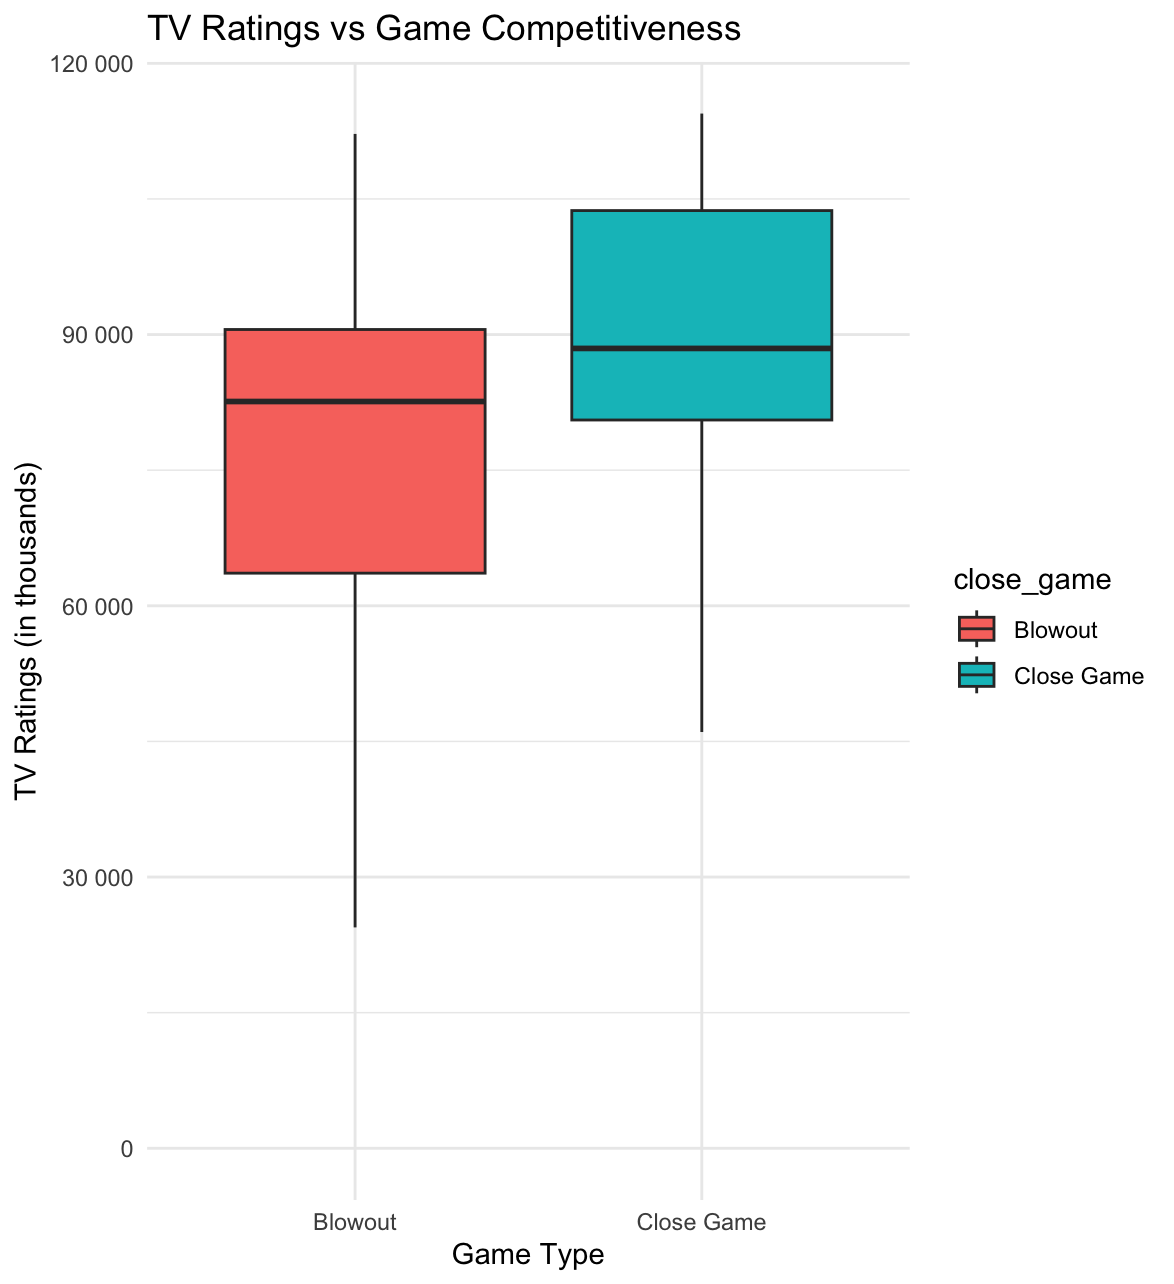 TV Ratings vs Game Competitiveness
120 000
90 000
60 000
30 000
0
TV Ratings (in thousands)
Blowout
Close Game
Game Type
close_game
Blowout
Close Game